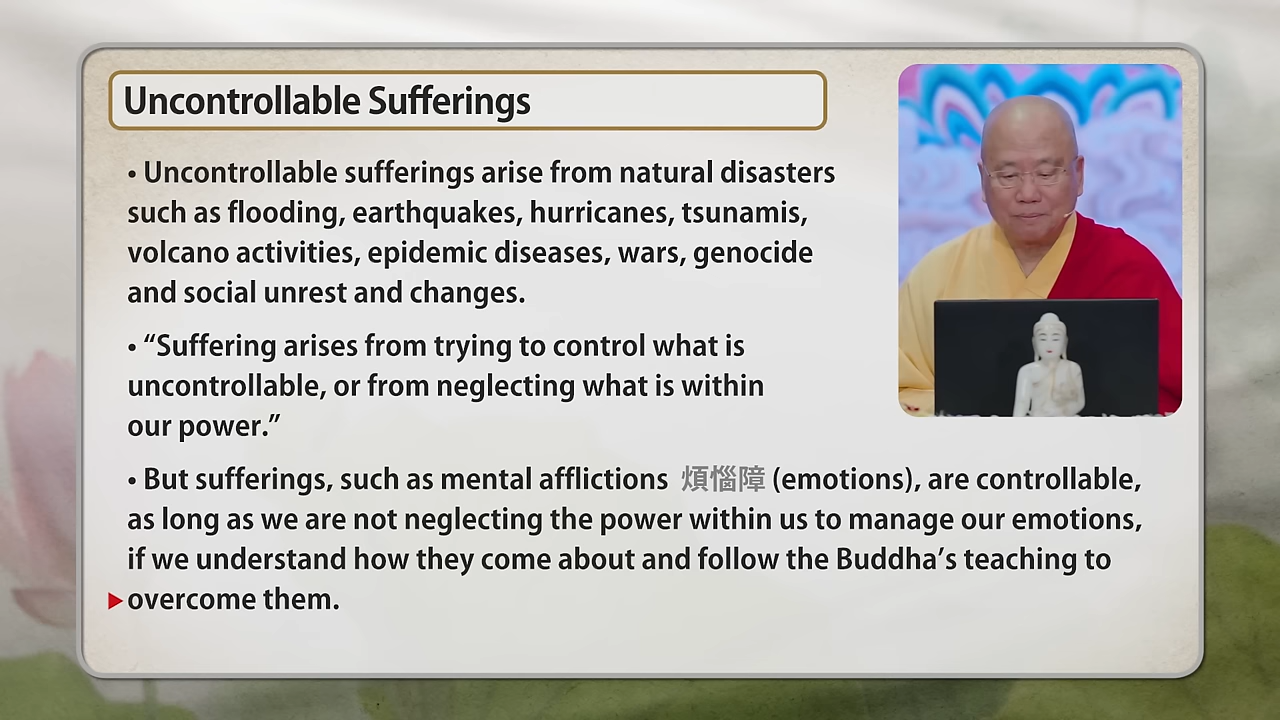 Uncontrollable Sufferings
• Uncontrollable sufferings arise from natural disasters
such as flooding, earthquakes, hurricanes, tsunamis,
volcano activities, epidemic diseases, wars, genocide
and social unrest and changes.
• “Suffering arises from trying to control what is
uncontrollable, or from neglecting what is within
our power.”
• But sufferings, such as mental afflictions 煩惱障 (emotions), are controllable,
as long as we are not neglecting the power within us to manage our emotions,
if we understand how they come about and follow the Buddha’s teaching to
overcome them.